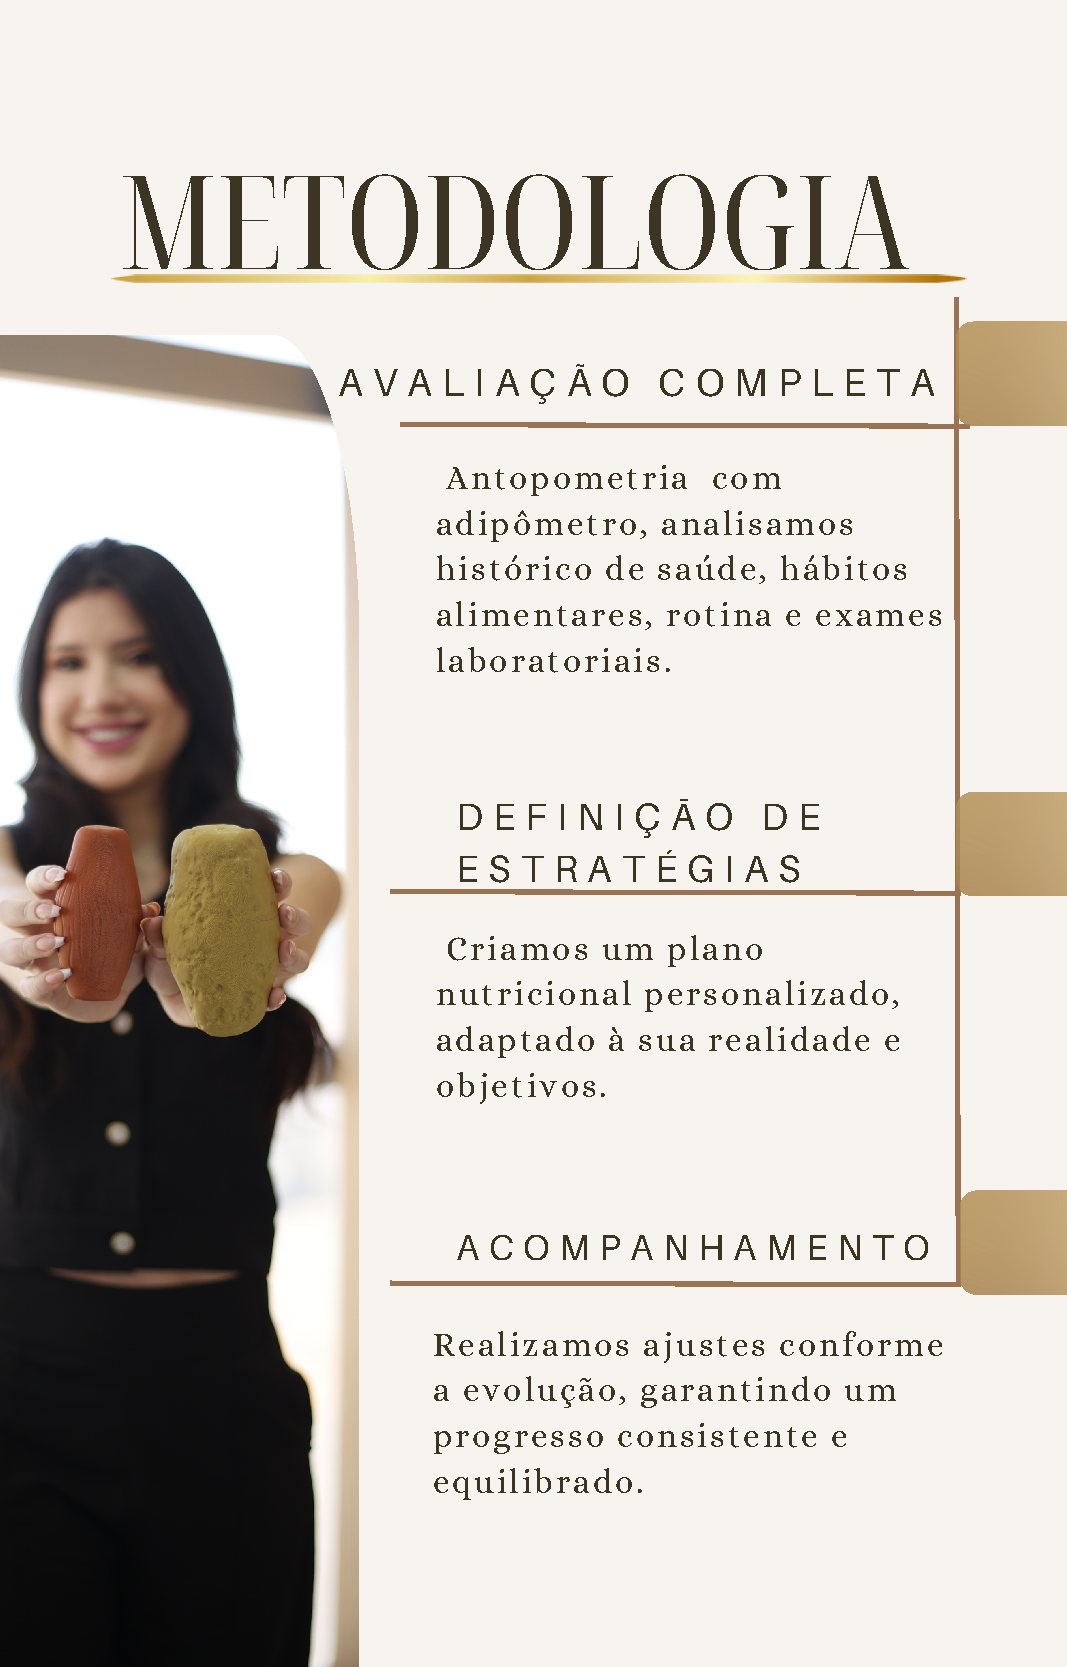 METODOLOGIA
AVALIAÇÃO COMPLETA
Antopometria com
adipômetro, analisamos
histórico de saúde, hábitos
alimentares, rotina e exames
laboratoriais.
DEFINIÇÃO DE
ESTRATÉGIAS
Criamos um plano
nutricional personalizado,
adaptado à sua realidade e
objetivos.
ACOMPANHAMENTO
Realizamos ajustes conforme
a evolução, garantindo um
progresso consistente e
equilibrado.